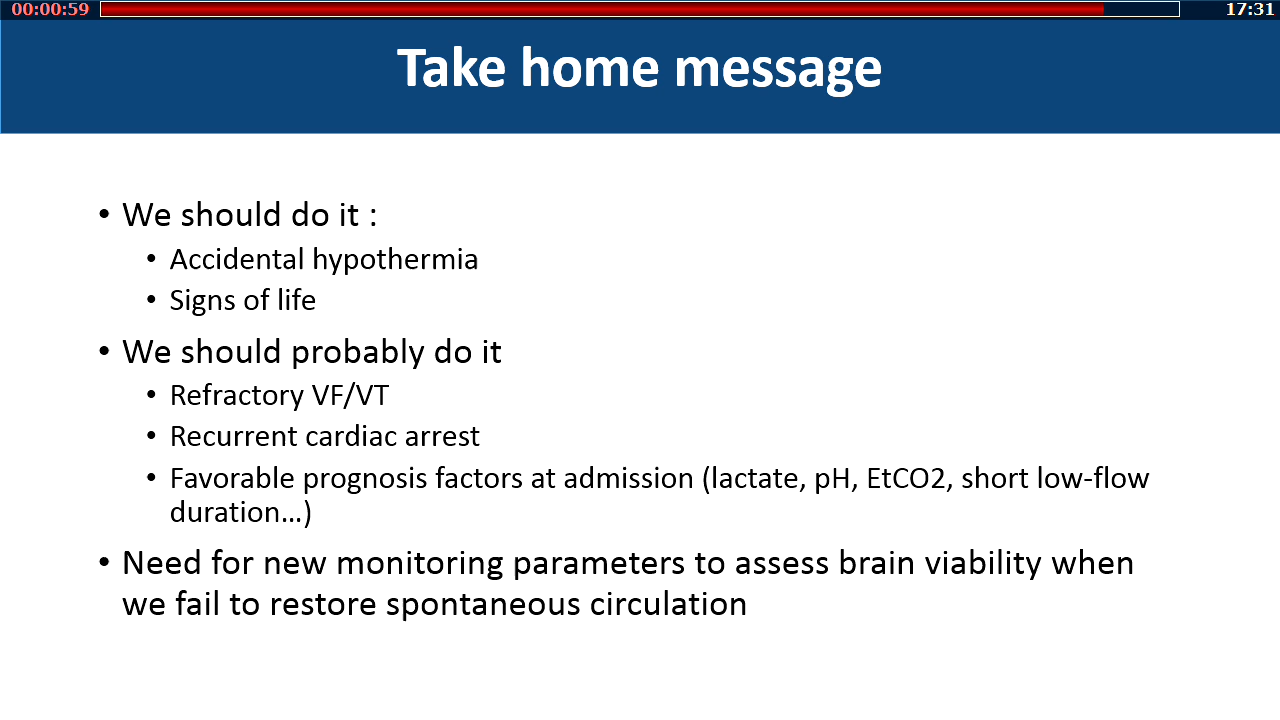 00:00:59
17:31
Take home message
• We should do it :
• Accidental hypothermia
• Signs of life
• We should probably do it
• Refractory VF/VT
• Recurrent cardiac arrest
• Favorable prognosis factors at admission (lactate, pH, EtCO2, short low-flow
duration…)
• Need for new monitoring parameters to assess brain viability when
we fail to restore spontaneous circulation